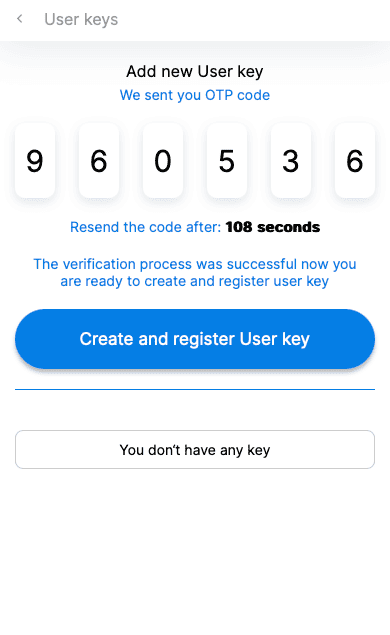 User keys
Add new User key
We sent you OTP code
9 6 0 5 3 6
Resend the code after: 108 seconds
The verification process was successful now you
are ready to create and register user key
Create and register User key
You don't have any key